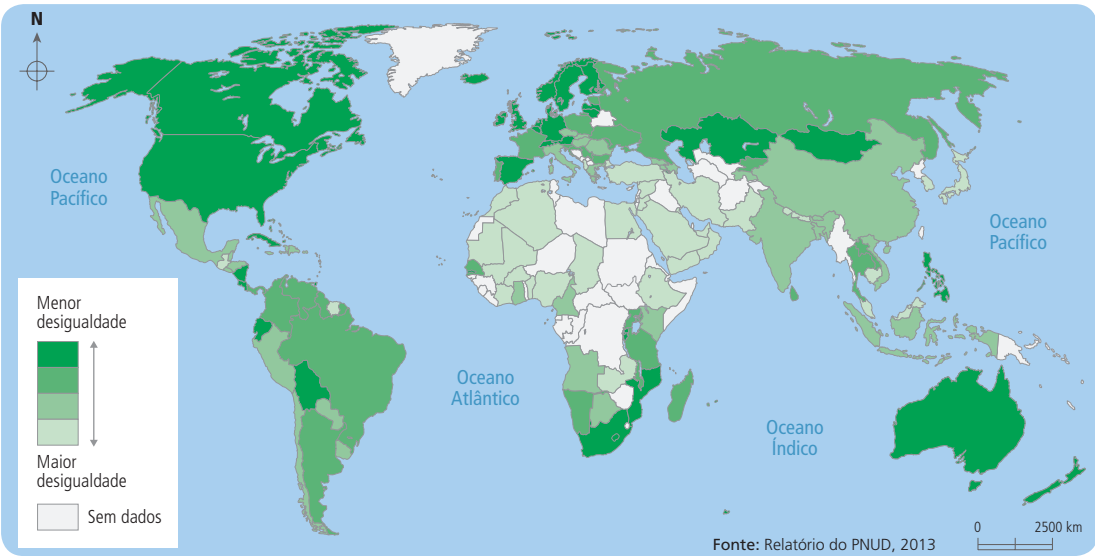 N
Oceano
Pacífico
Oceano
Pacífico
Oceano
Atlântico
Oceano
Índico
Menor
desigualdade
Maior
desigualdade
Sem dados
Fonte: Relatório do PNUD, 2013
0 2500 km